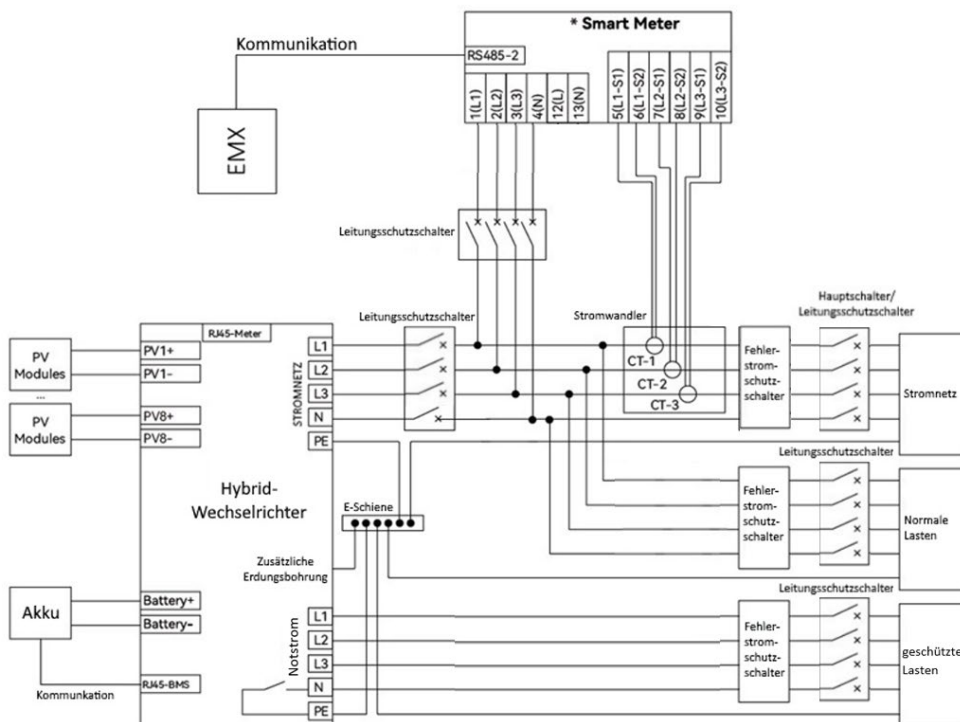 * Smart Meter
Kommunikation
RS485-2
1(L1)
2(L2)
3(L3)
4(N)
12(L)
13(N)
5(L1-S1)
6(L1-S2)
7(L2-S1)
8(L2-S2)
9(L3-S1)
10(L3-S2)
EMX
Leitungsschutzschalter
Hauptschalter/
Leitungsschutzschalter
Leitungsschutzschalter
Stromwandler
RJ45-Meter
PV
Modules
...
PV
Modules
PV1+
PV1-
PV8+
PV8-
STROMNETZ
L1
L2
L3
N
PE
CT-1
CT-2
CT-3
Fehler-
strom-
schutz-
schalter
Stromnetz
Leitungsschutzschalter
Hybrid-
Wechselrichter
E-Schiene
Fehler-
strom-
schutz-
schalter
Normale
Lasten
Zusätzliche
Erdungsbohrung
Leitungsschutzschalter
Akku
Battery+
Battery-
Kommunkation
RJ45-BMS
Notstrom
L1
L2
L3
N
PE
Fehler-
strom-
schutz-
schalter
geschützte
Lasten